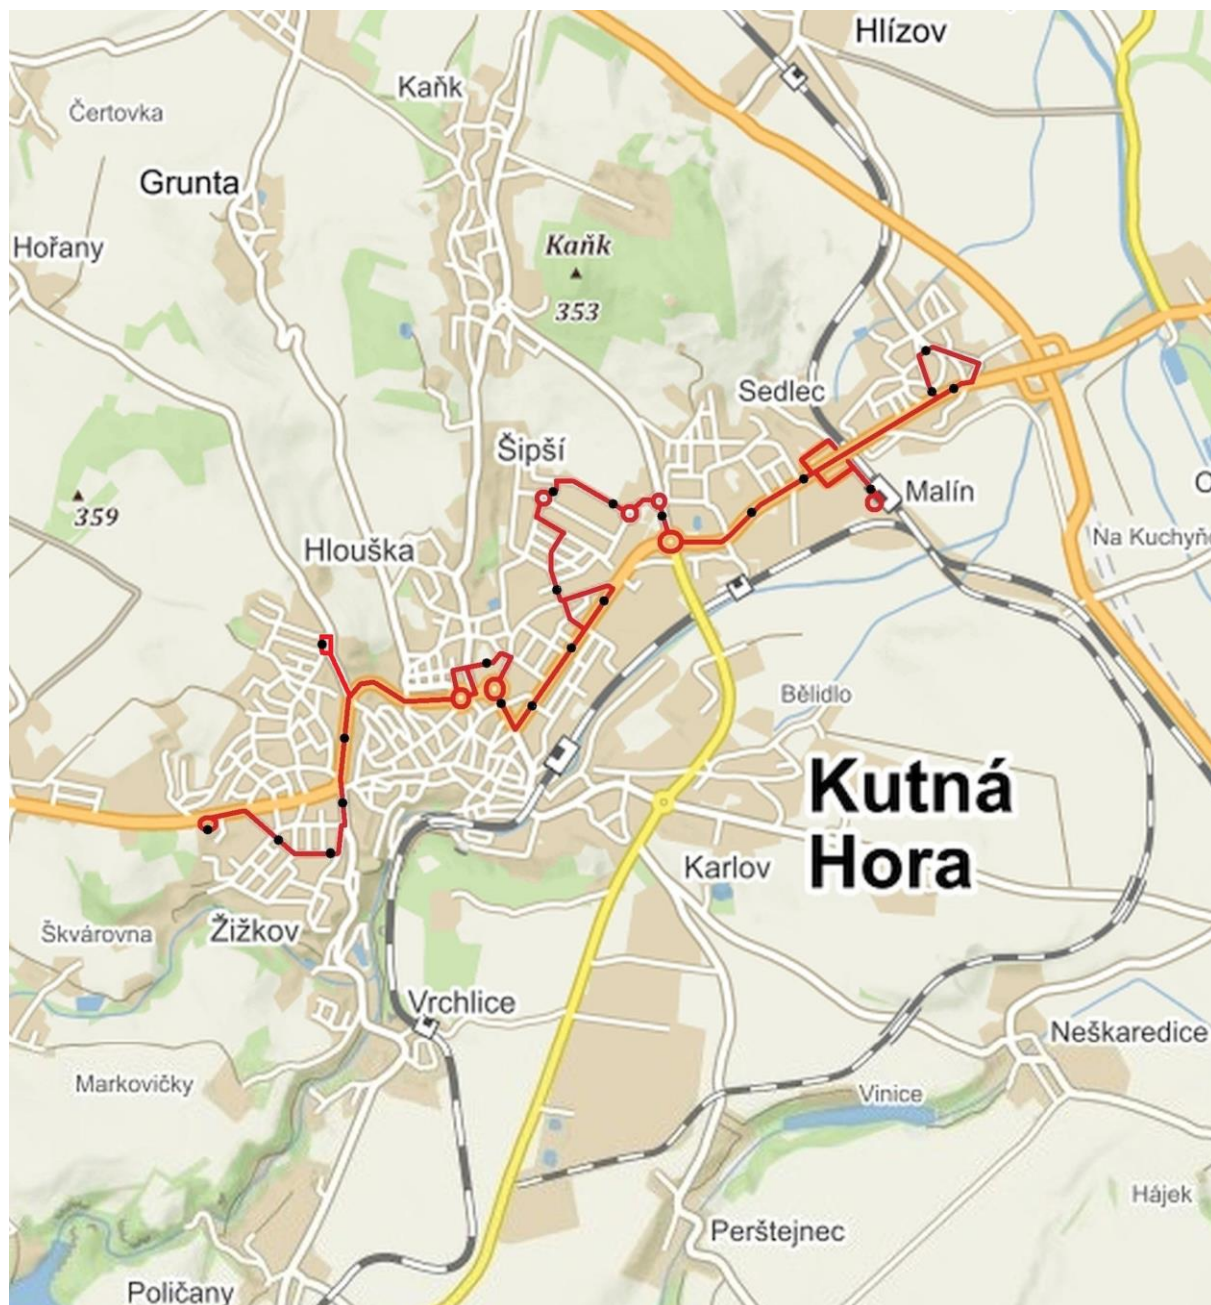 Hlízov
Kaňk
Čertovka
Grunta
Hořany
Kaňk
353
Sedlec
Šipší
359
Malín
Na Kuchyň
Hlouška
Bělidlo
Kutná
Hora
Karlov
Žižkov
Škvárovna
Vrchlice
Neškaredice
Markovičky
Vinice
Hájek
Perštejnec
Poličany